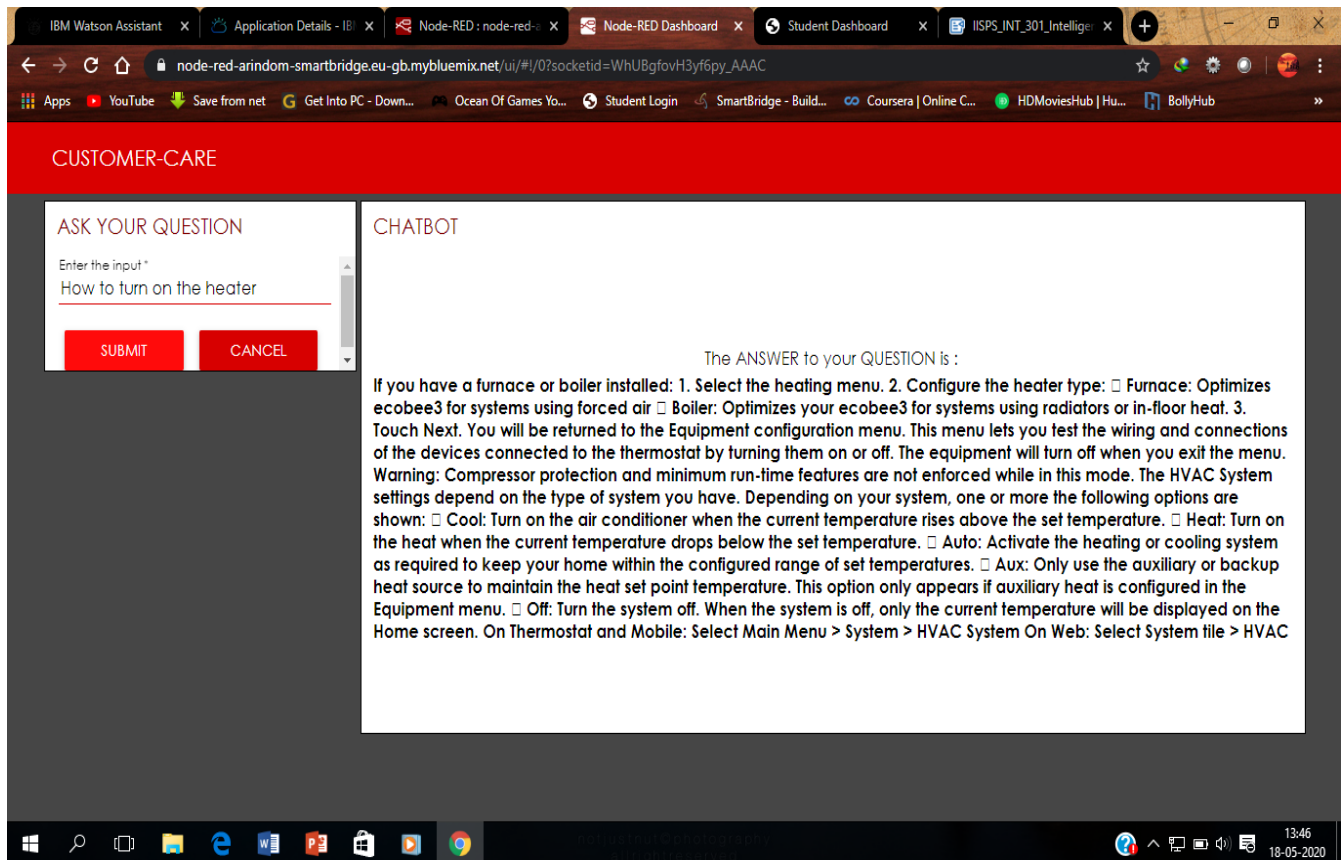 IBM Watson Assistant
Application Details - IB
Node-RED : node-red-a
Node-RED Dashboard
Student Dashboard
IISPS_INT_301_Intelliger
node-red-arindom-smartbridge.eu-gb.mybluemix.net/ui/#!/0?socketid=WhUBgfovH3yf6py_AAAC
Apps YouTube Save from net Get Into PC - Down... Ocean Of Games Yo... Student Login SmartBridge - Build... Coursera | Online C... HDMoviesHub | Hu... BollyHub »
CUSTOMER-CARE
ASK YOUR QUESTION
Enter the input *
How to turn on the heater
SUBMIT CANCEL
CHATBOT
The ANSWER to your QUESTION is :
If you have a furnace or boiler installed: 1. Select the heating menu. 2. Configure the heater type: □ Furnace: Optimizes
ecobee3 for systems using forced air □ Boiler: Optimizes your ecobee3 for systems using radiators or in-floor heat. 3.
Touch Next. You will be returned to the Equipment configuration menu. This menu lets you test the wiring and connections
of the devices connected to the thermostat by turning them on or off. The equipment will turn off when you exit the menu.
Warning: Compressor protection and minimum run-time features are not enforced while in this mode. The HVAC System
settings depend on the type of system you have. Depending on your system, one or more the following options are
shown: □ Cool: Turn on the air conditioner when the current temperature rises above the set temperature. □ Heat: Turn on
the heat when the current temperature drops below the set temperature. □ Auto: Activate the heating or cooling system
as required to keep your home within the configured range of set temperatures. □ Aux: Only use the auxiliary or backup
heat source to maintain the heat set point temperature. This option only appears if auxiliary heat is configured in the
Equipment menu. □ Off: Turn the system off. When the system is off, only the current temperature will be displayed on the
Home screen. On Thermostat and Mobile: Select Main Menu > System > HVAC System On Web: Select System tile > HVAC
13:46
18-05-2020